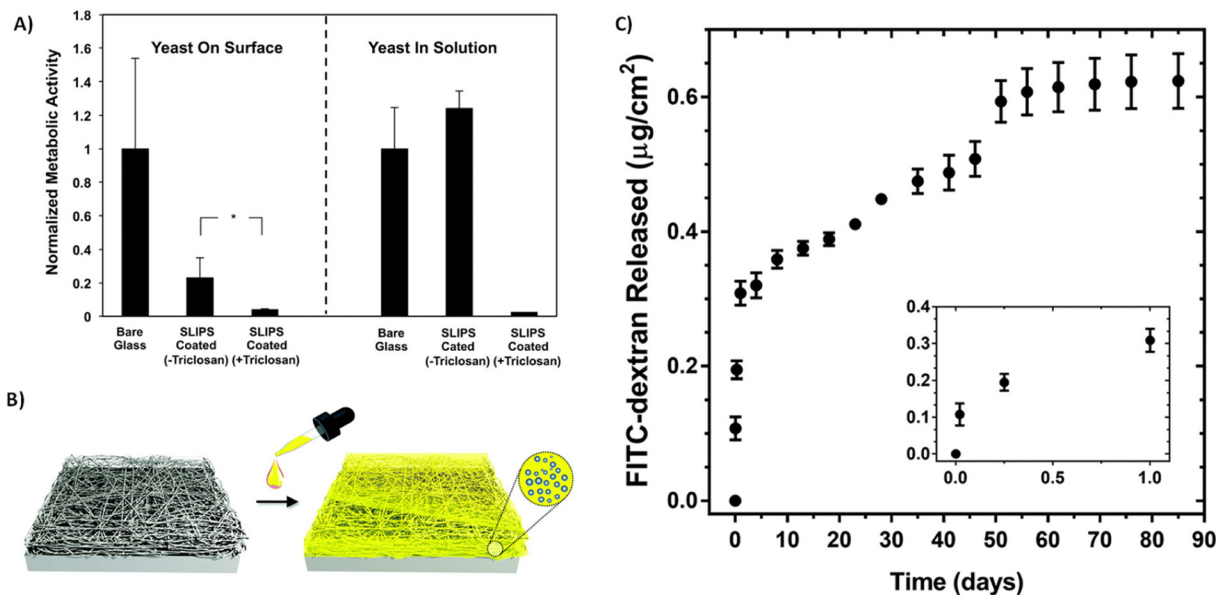 A)
Normalized Metabolic Activity
1.8
1.6
1.4
1.2
1
0.8
0.6
0.4
0.2
0
Yeast On Surface
Yeast In Solution
*
Bare
Glass
SLIPS
Coated
(-Triclosan)
SLIPS
Coated
(+Triclosan)
Bare
Glass
SLIPS
Cated
(-Triclosan)
SLIPS
Coated
(+Triclosan)
B)
C)
FITC-dextran Released (μg/cm²)
0.6
0.4
0.2
0.0
0 10 20 30 40 50 60 70 80 90
Time (days)
0.4
0.3
0.2
0.1
0.0
0.0 0.5 1.0